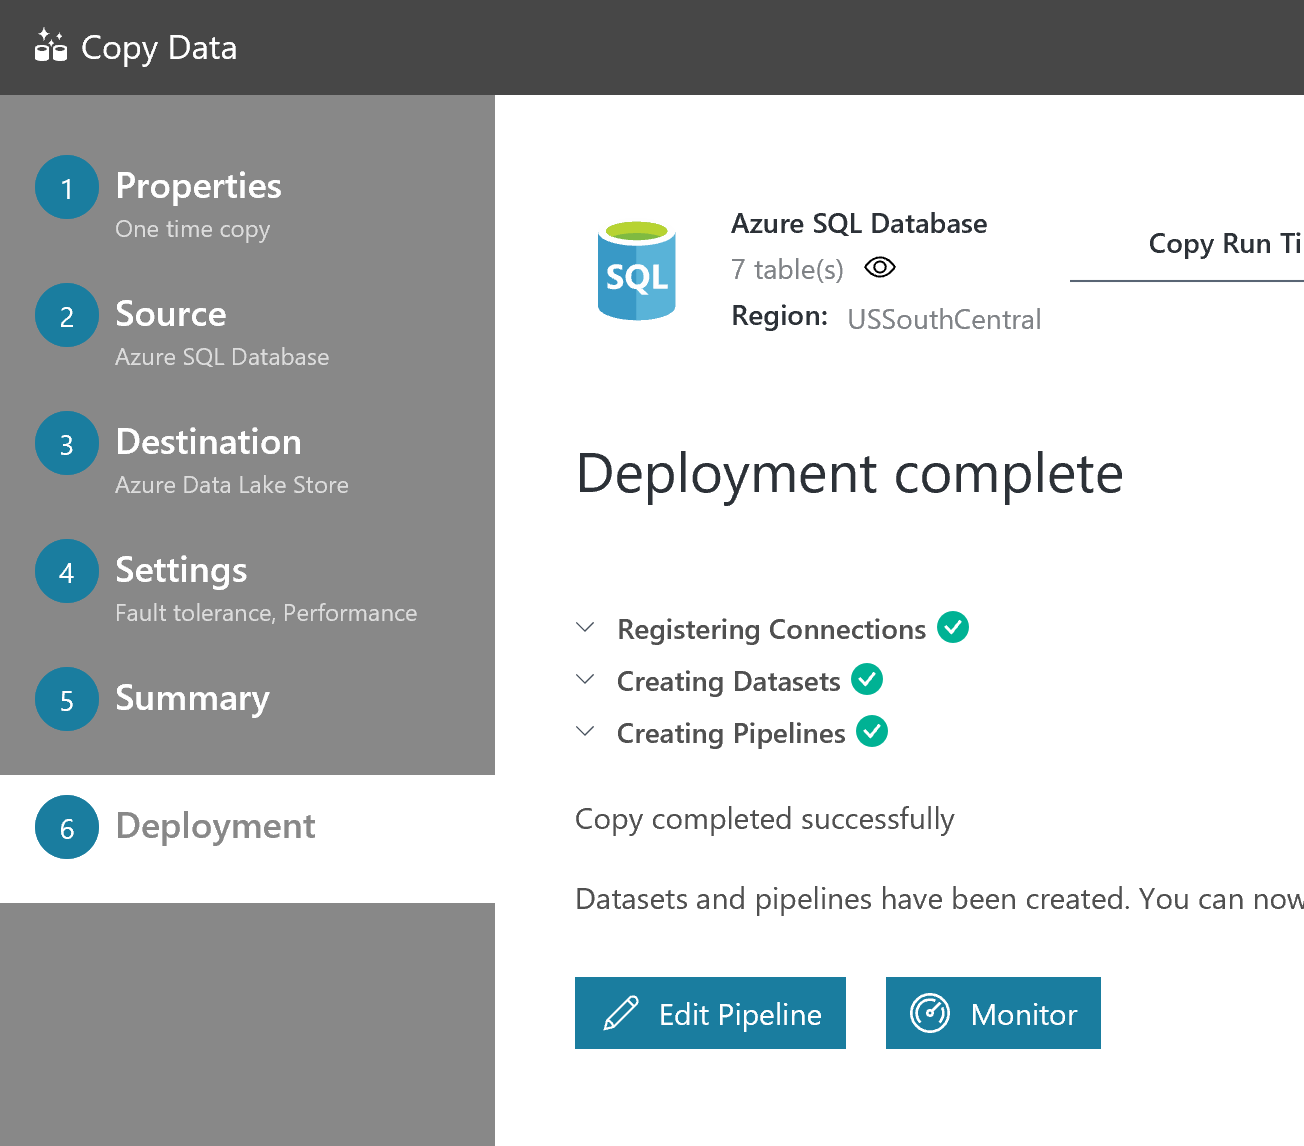 Copy Data
1 Properties
One time copy
2 Source
Azure SQL Database
3 Destination
Azure Data Lake Store
4 Settings
Fault tolerance, Performance
5 Summary
6 Deployment
SQL
Azure SQL Database
7 table(s)
Region: USSouthCentral
Copy Run Ti
Deployment complete
Registering Connections
Creating Datasets
Creating Pipelines
Copy completed successfully
Datasets and pipelines have been created. You can now
Edit Pipeline
Monitor